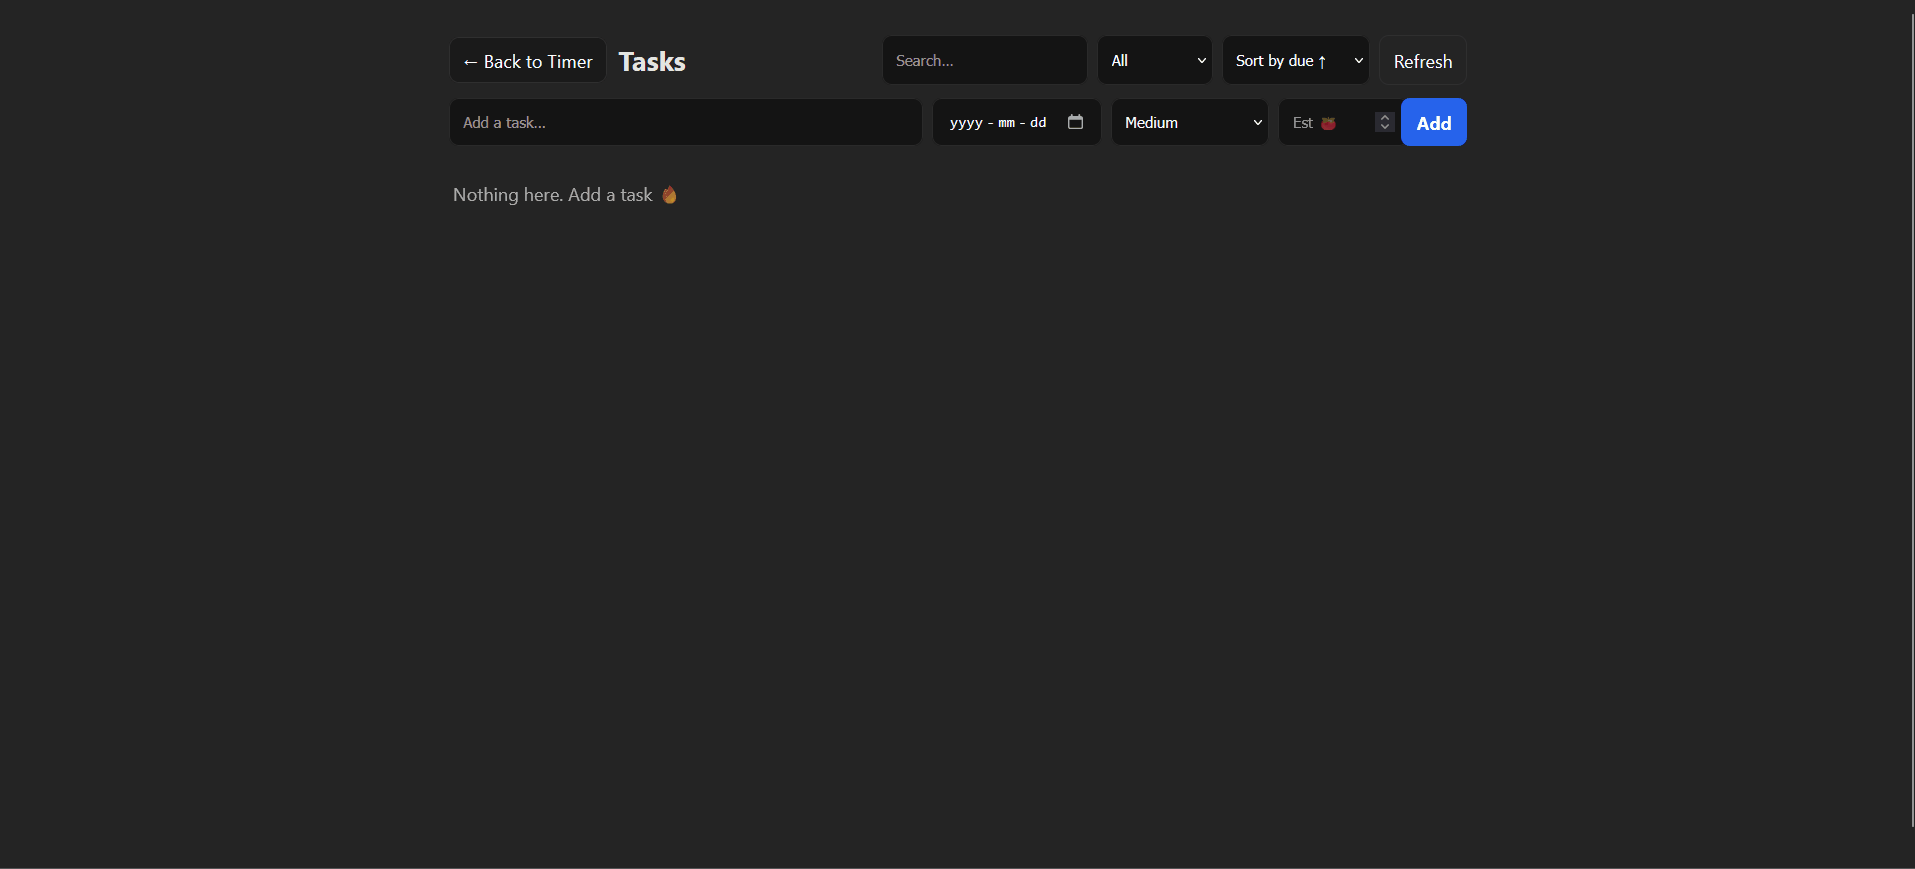 ← Back to Timer Tasks Search... All Sort by due ↑ Refresh
Add a task... yyyy-mm-dd Medium Est 🍅 Add
Nothing here. Add a task 🔥